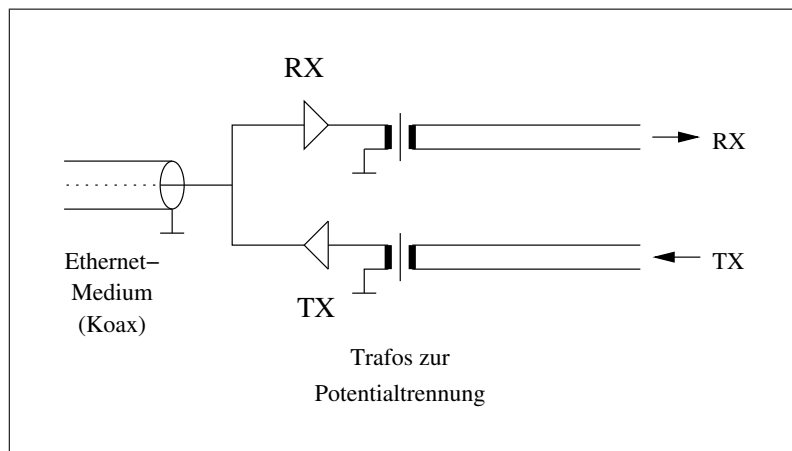 RX
RX
Ethernet–
Medium
(Koax)
TX
TX
Trafos zur
Potentialtrennung